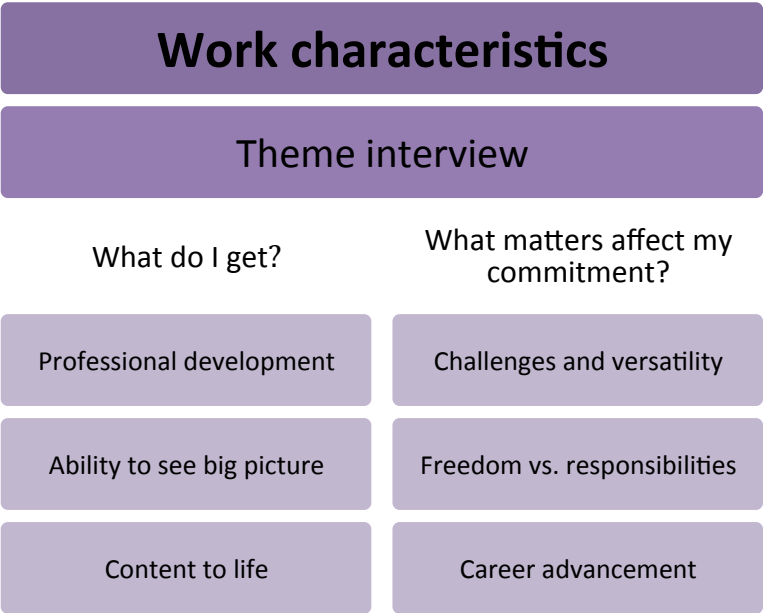 Work characteristics
Theme interview
What do I get?
What matters affect my
commitment?
Professional development
Challenges and versatility
Ability to see big picture
Freedom vs. responsibilities
Content to life
Career advancement